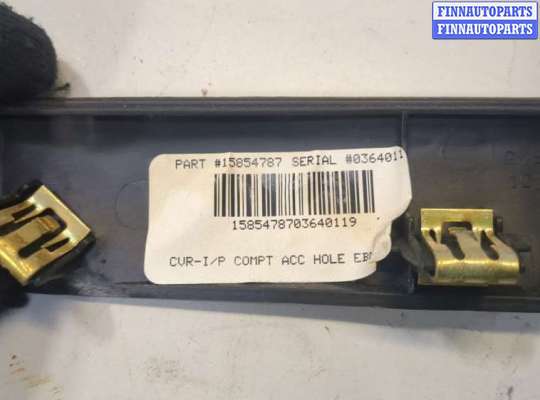 FINNAUTOPARTS
FINNAUTOPARTS
PART #15854787 SERIAL #0364011
1585478703640119
CVR-I/P COMPT ACC HOLE